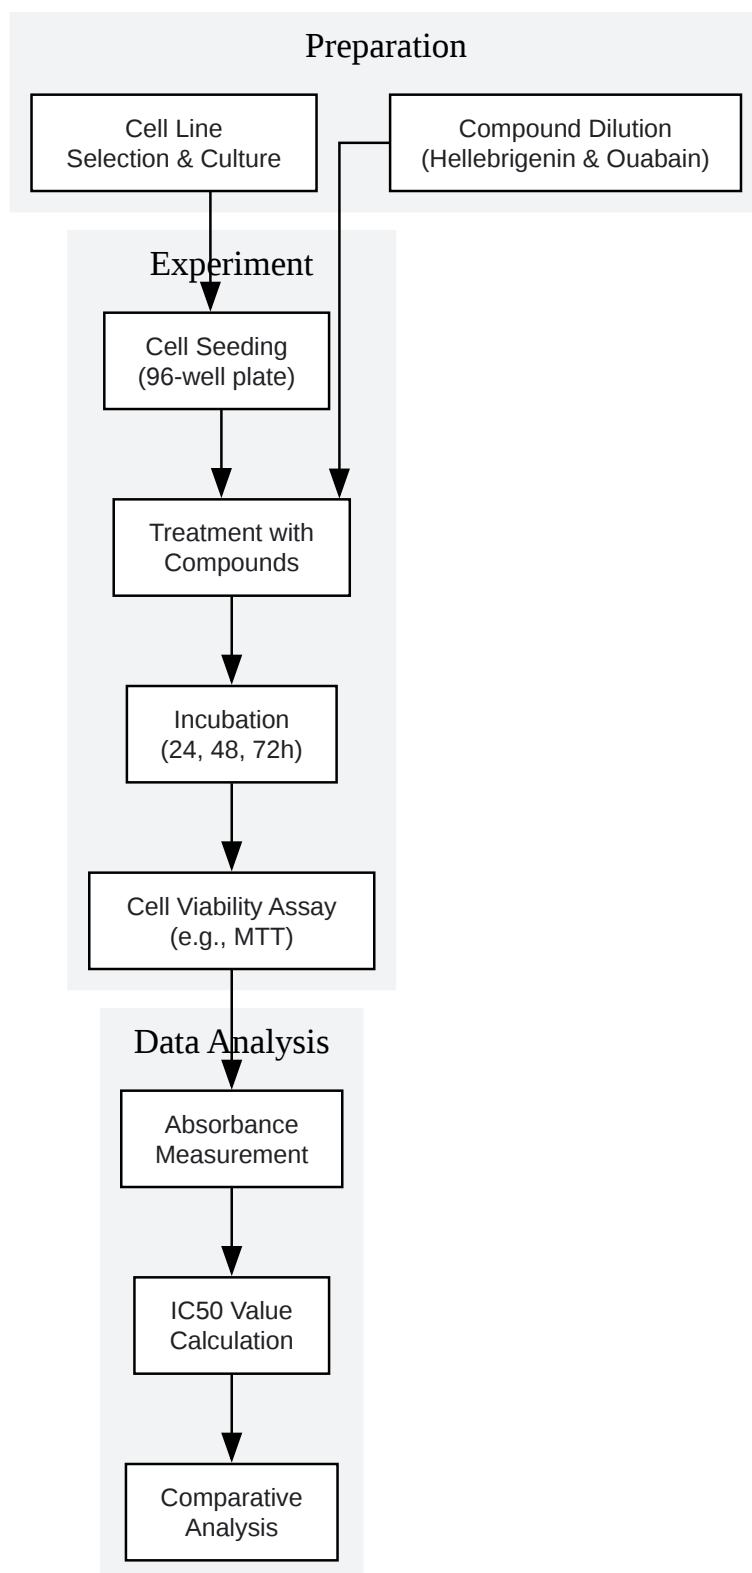 Preparation
Cell Line
Selection & Culture
Compound Dilution
(Hellebrigenin & Ouabain)
Experiment
Cell Seeding
(96-well plate)
Treatment with
Compounds
Incubation
(24, 48, 72h)
Cell Viability Assay
(e.g., MTT)
Data Analysis
Absorbance
Measurement
IC50 Value
Calculation
Comparative
Analysis